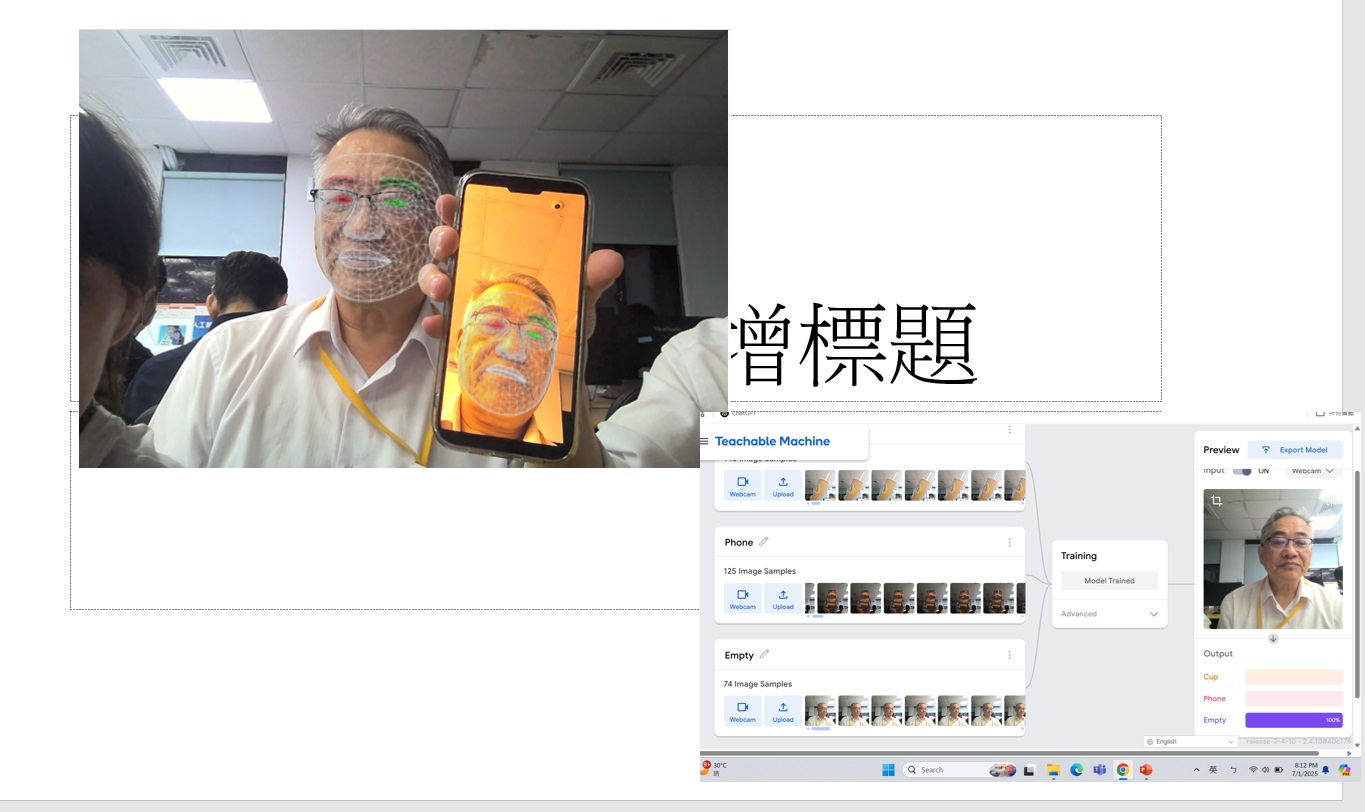 增標題
ChatGPT
Teachable Machine
Webcam
Upload
Phone
125 Image Samples
Webcam
Upload
Empty
74 Image Samples
Webcam
Upload
Training
Model Trained
Advanced
Preview
Export Model
Input
ON
Webcam
Output
Cup
Phone
Empty
100%
English
30°C
Search
英
8:12 PM
7/1/2025